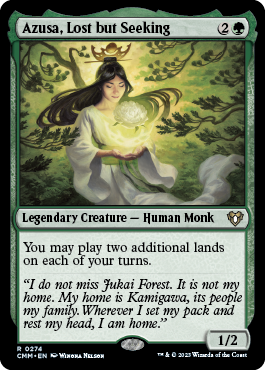 Azusa, Lost but Seeking 2
Legendary Creature — Human Monk
You may play two additional lands
on each of your turns.
“I do not miss Jukai Forest. It is not my
home. My home is Kamigawa, its people
my family. Wherever I set my pack and
rest my head, I am home.”
1/2
R 0274
CMM • EN Winona Nelson
™ & © 2023 Wizards of the Coast